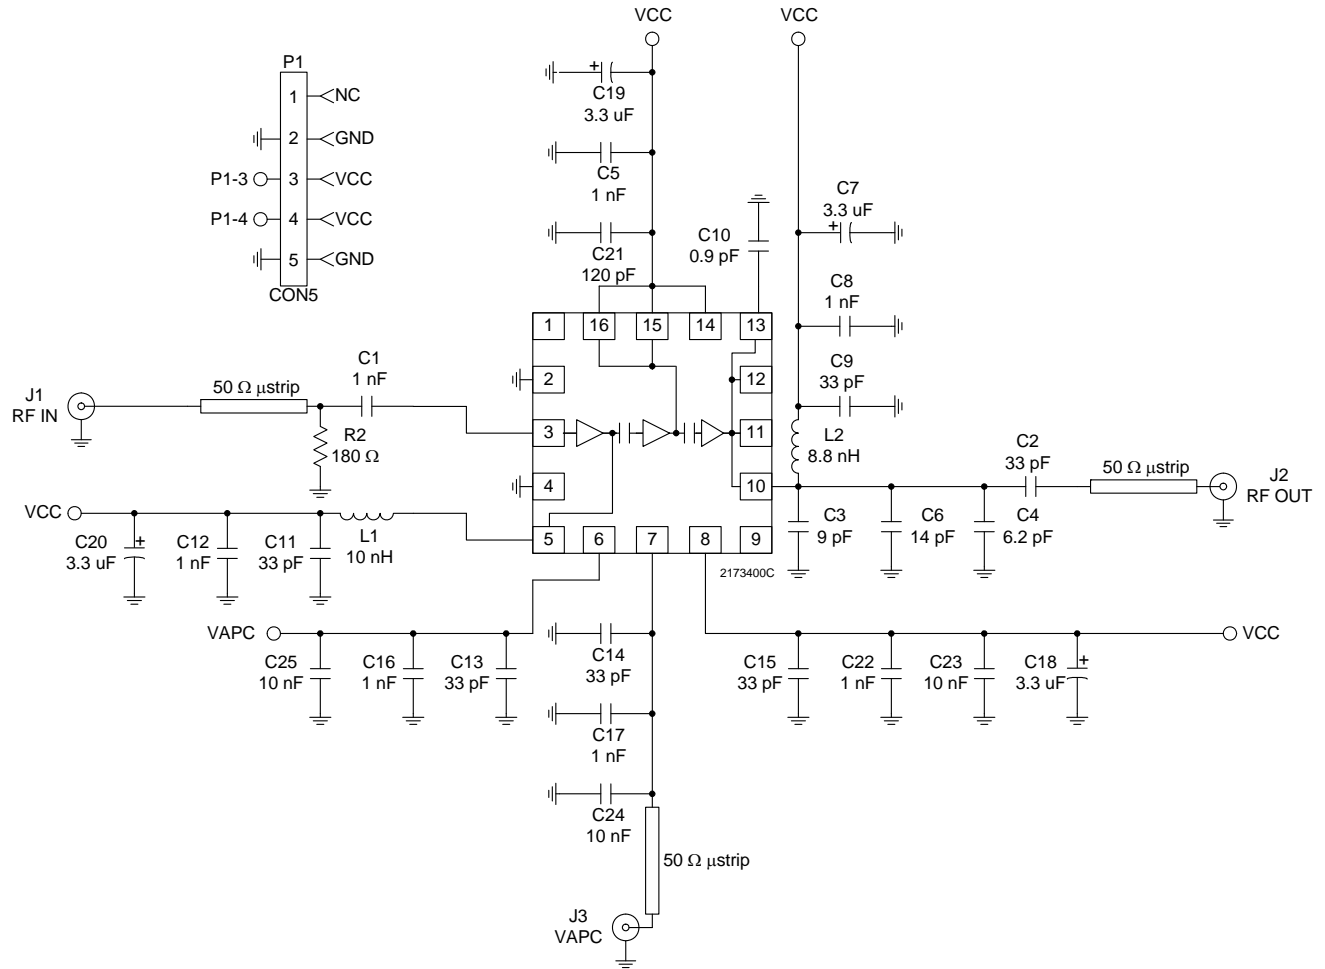 VCC
VCC
P1
1
NC
2
GND
P1-3
3
VCC
P1-4
4
VCC
5
GND
CON5
+
C19
3.3 uF
C5
1 nF
C21
120 pF
C10
0.9 pF
C7
3.3 uF
+
C8
1 nF
C9
33 pF
L2
8.8 nH
J1
RF IN
50 Ω µstrip
C1
1 nF
R2
180 Ω
1
16
15
14
13
2
12
3
11
4
10
5
6
7
8
9
2173400C
C2
33 pF
50 Ω µstrip
J2
RF OUT
C3
9 pF
C6
14 pF
C4
6.2 pF
VCC
C20
3.3 uF
+
C12
1 nF
C11
33 pF
L1
10 nH
VAPC
C25
10 nF
C16
1 nF
C13
33 pF
C14
33 pF
C17
1 nF
C24
10 nF
C15
33 pF
C22
1 nF
C23
10 nF
C18
3.3 uF
+
VCC
50 Ω µstrip
J3
VAPC